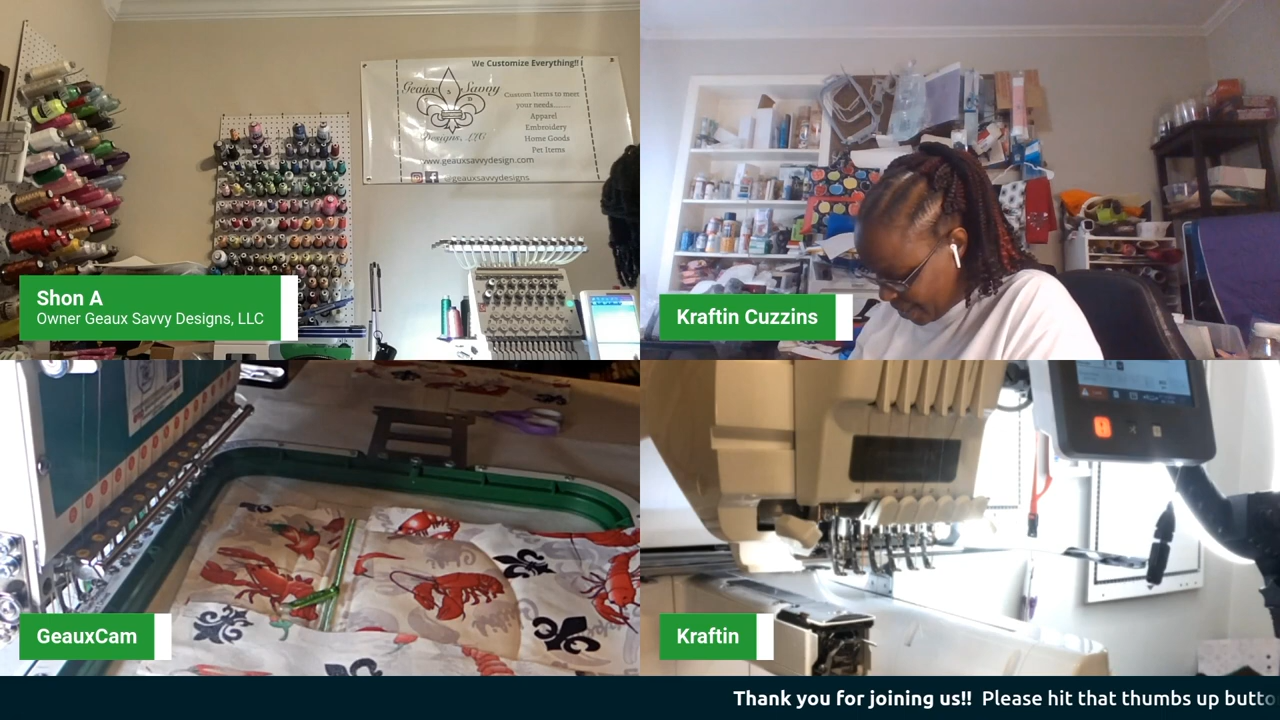 We Customize Everything!!
Geaux Savvy
Designs, LLC
Custom Items to meet
your needs.........
Apparel
Embroidery
Home Goods
Pet Items
www.geauxsavvydesign.com
@geauxsavvydesigns
Shon A
Owner Geaux Savvy Designs, LLC
Kraftin Cuzzins
GeauxCam
Kraftin
Thank you for joining us!! Please hit that thumbs up butto